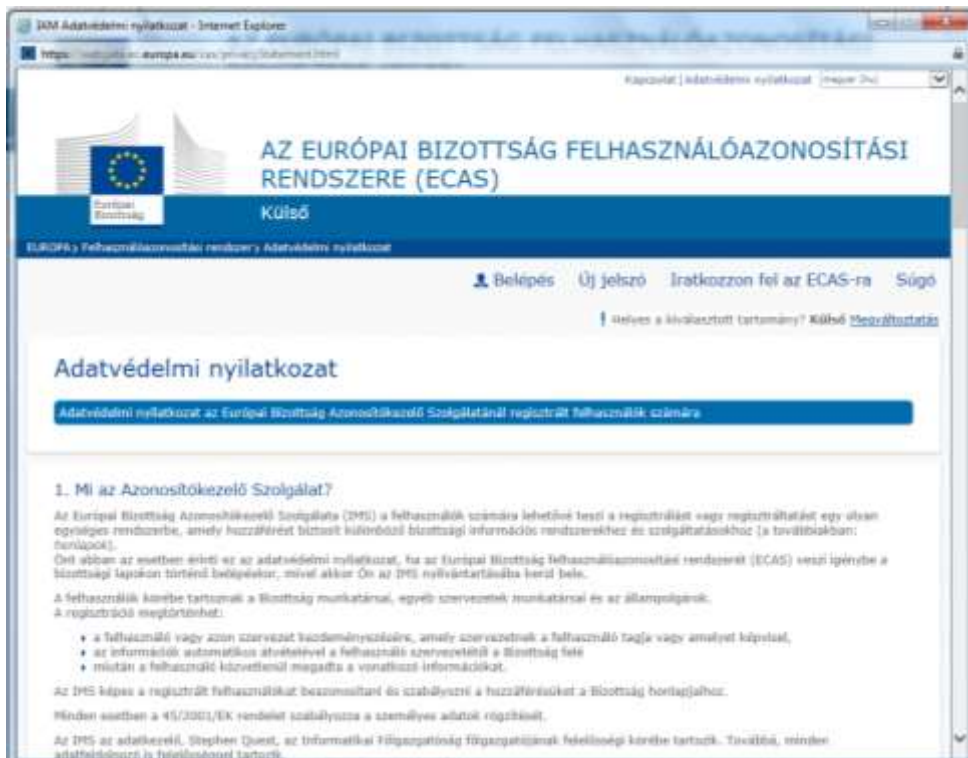 IAM Adatvédelmi nyilatkozat - Internet Explorer
europa.eu
Kapcsolat | Adatvédelmi nyilatkozat magyar (hu)
AZ EURÓPAI BIZOTTSÁG FELHASZNÁLÓAZONOSÍTÁSI
RENDSZERE (ECAS)
Európai
Bizottság
Külső
EUROPA > Felhasználóazonosítási rendszer > Adatvédelmi nyilatkozat
Belépés Új jelszó Iratkozzon fel az ECAS-ra Súgó
Helyes a kiválasztott tartomány? Külső Megváltoztatás
Adatvédelmi nyilatkozat
Adatvédelmi nyilatkozat az Európai Bizottság Azonosítókezelő Szolgálatánál regisztrált felhasználók számára
1. Mi az Azonosítókezelő Szolgálat?
Az Európai Bizottság Azonosítókezelő Szolgálata (IMS) a felhasználók számára lehetővé teszi a regisztrálást vagy regisztráltatást egy olyan
egységes rendszerbe, amely hozzáférést biztosít különböző bizottsági információs rendszerekhez és szolgáltatásokhoz (a továbbiakban:
honlapok).
Önt abban az esetben érinti ez az adatvédelmi nyilatkozat, ha az Európai Bizottság felhasználóazonosítási rendszerét (ECAS) veszi igénybe a
bizottsági lapokon történő belépéskor, mivel akkor Ön az IMS nyilvántartásába kerül bele.
A felhasználók körébe tartoznak a Bizottság munkatársai, egyéb szervezetek munkatársai és az állampolgárok.
A regisztráció megtörténhet:
a felhasználó vagy azon szervezet kezdeményezésére, amely szervezetnek a felhasználó tagja vagy amelyet képvisel,
az információk automatikus átvételével a felhasználó szervezetétől a Bizottság felé
miután a felhasználó közvetlenül megadta a vonatkozó információkat.
Az IMS képes a regisztrált felhasználókat beazonosítani és szabályozni a hozzáférésüket a Bizottság honlapjaihoz.
Minden esetben a 45/2001/EK rendelet szabályozza a személyes adatok rögzítését.
Az IMS az adatkezelő, Stephen Quest, az Informatikai Főigazgatóság főigazgatójának felelősségi körébe tartozik. Továbbá, minden
adatfeldolgozó is felelősséggel tartozik.